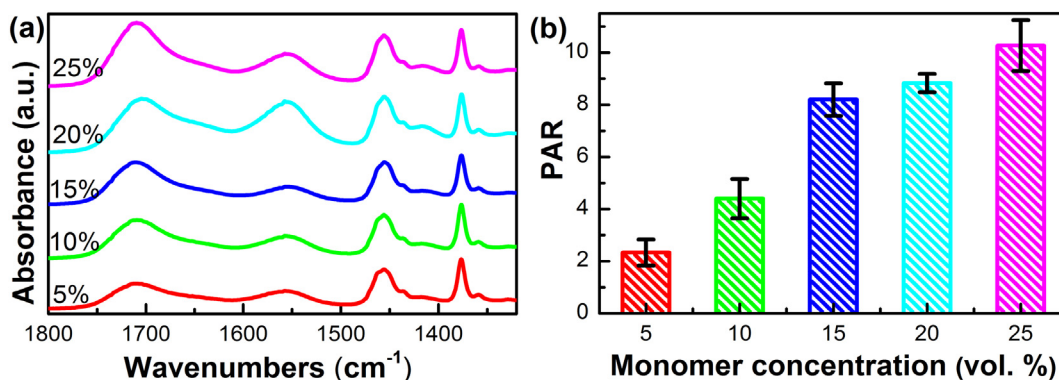 (a)
25%
20%
15%
10%
5%
Absorbance (a.u.)
1800 1700 1600 1500 1400
Wavenumbers (cm⁻¹)
(b)
PAR
10
8
6
4
2
0
5 10 15 20 25
Monomer concentration (vol. %)